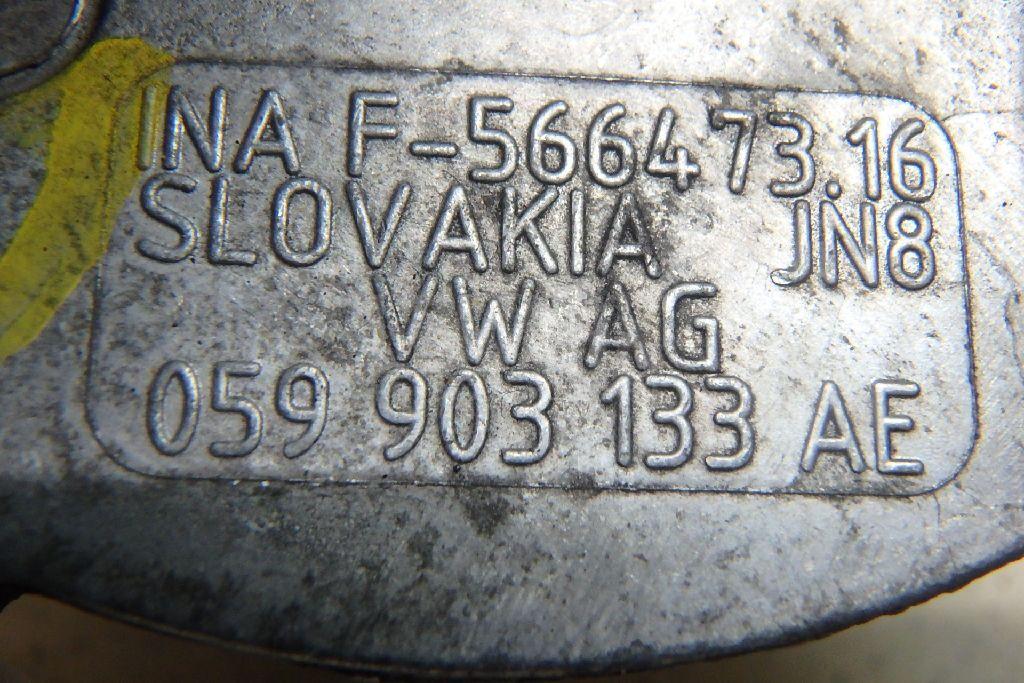 INA F-566473.16
SLOVAKIA JN8
VW AG
059 903 133 AE